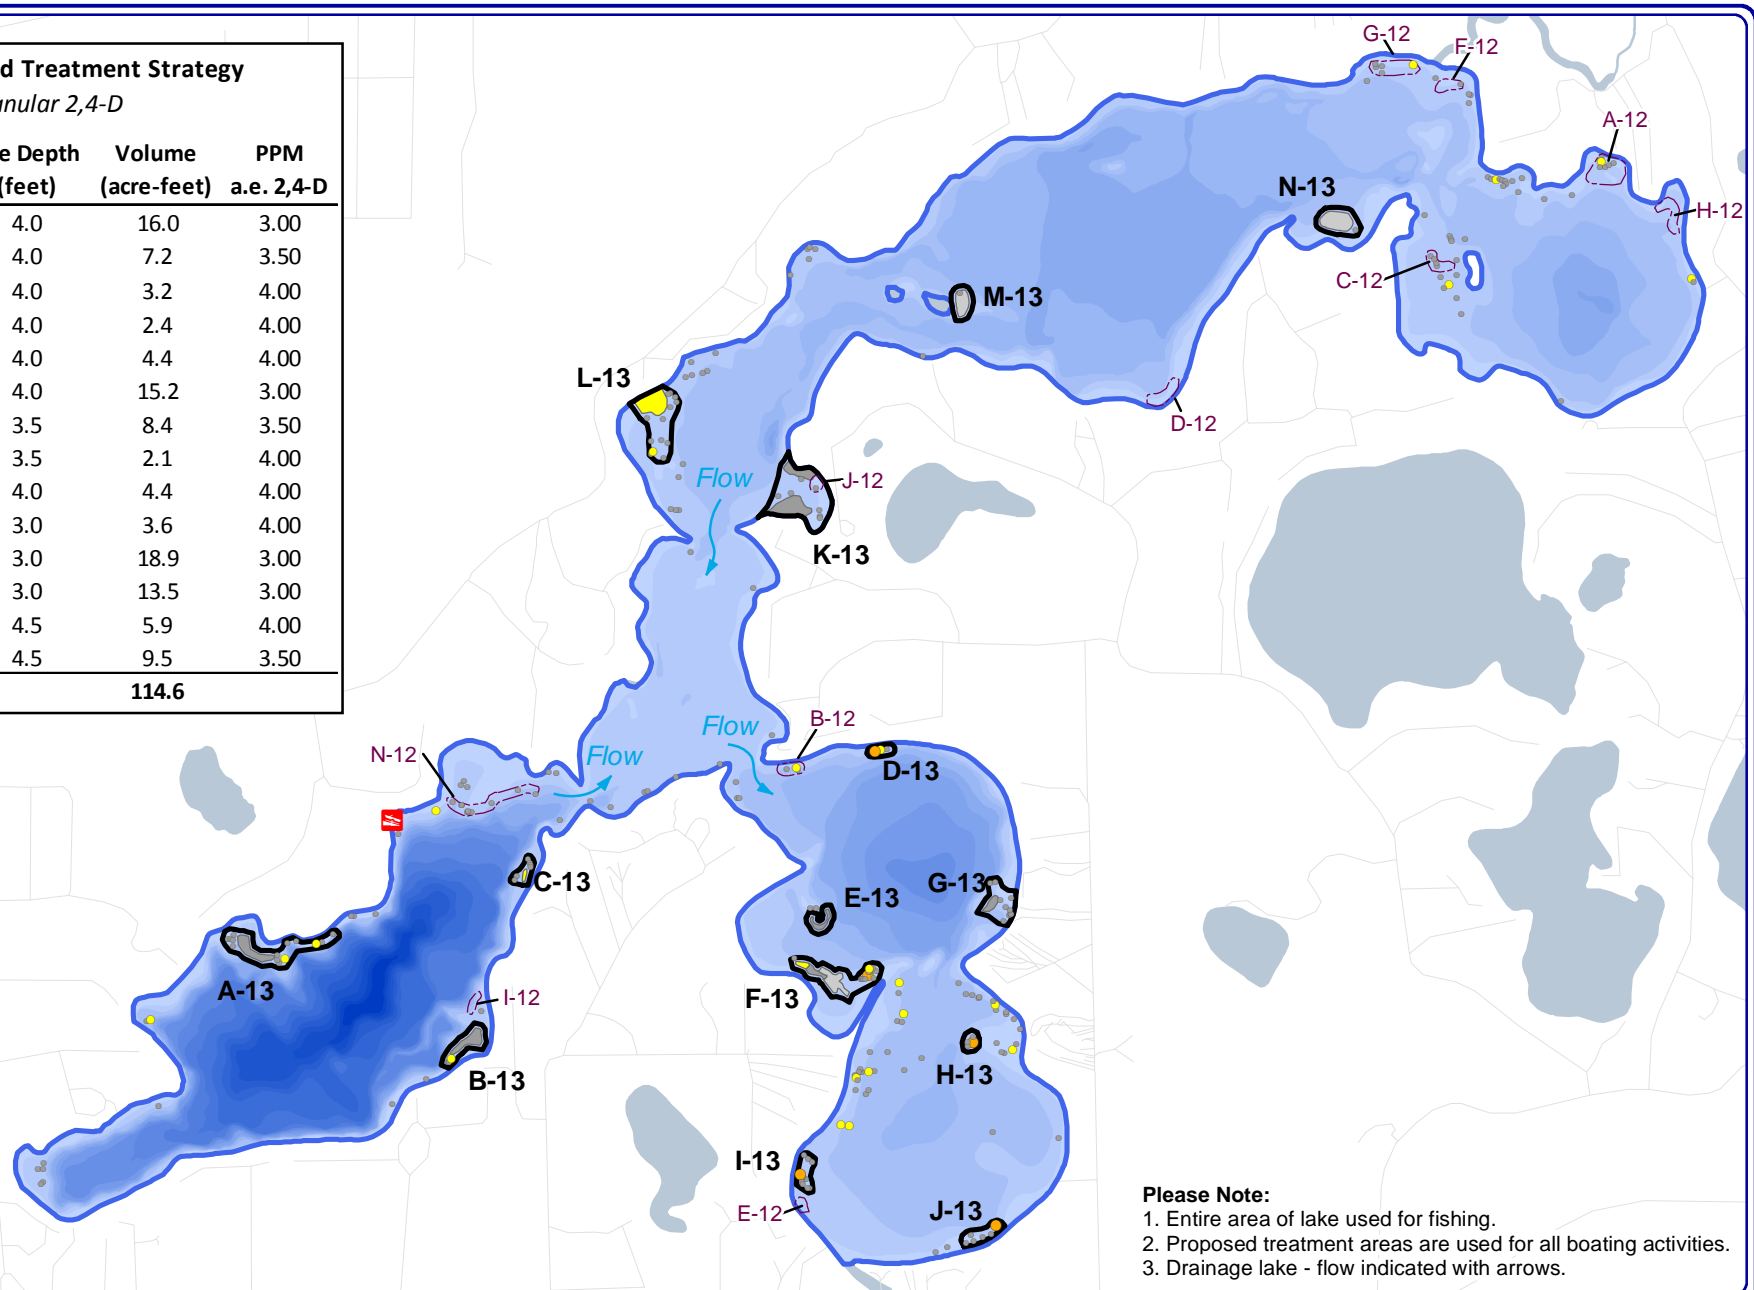 d Treatment Strategy
anular 2,4-D
e Depth Volume PPM
(feet) (acre-feet) a.e. 2,4-D
4.0 16.0 3.00
4.0 7.2 3.50
4.0 3.2 4.00
4.0 2.4 4.00
4.0 4.4 4.00
4.0 15.2 3.00
3.5 8.4 3.50
3.5 2.1 4.00
4.0 4.4 4.00
3.0 3.6 4.00
3.0 18.9 3.00
3.0 13.5 3.00
4.5 5.9 4.00
4.5 9.5 3.50
114.6
G-12
F-12
A-12
N-13
H-12
C-12
M-13
L-13
D-12
Flow
J-12
K-13
B-12
Flow
N-12
Flow
D-13
C-13
G-13
E-13
A-13
I-12
F-13
B-13
H-13
I-13
E-12
J-13
Please Note:
1. Entire area of lake used for fishing.
2. Proposed treatment areas are used for all boating activities.
3. Drainage lake - flow indicated with arrows.